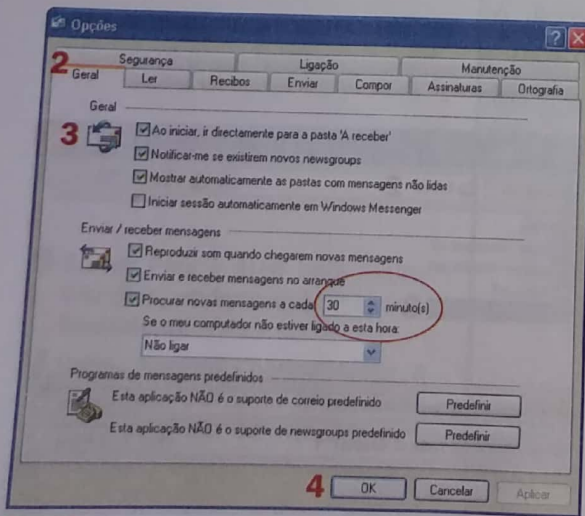 Opções
2
Segurança Ligação Manutenção
Geral Ler Recibos Enviar Compor Assinaturas Ortografia
Geral
3
Ao iniciar, ir directamente para a pasta 'A receber'
Notificar-me se existirem novos newsgroups
Mostrar automaticamente as pastas com mensagens não lidas
Iniciar sessão automaticamente em Windows Messenger
Enviar / receber mensagens
Reproduzir som quando chegarem novas mensagens
Enviar e receber mensagens no arranque
Procurar novas mensagens a cada 30 minuto(s)
Se o meu computador não estiver ligado a esta hora:
Não ligar
Programas de mensagens predefinidos
Esta aplicação NÃO é o suporte de correio predefinido Predefinir
Esta aplicação NÃO é o suporte de newsgroups predefinido Predefinir
4 OK Cancelar Aplicar